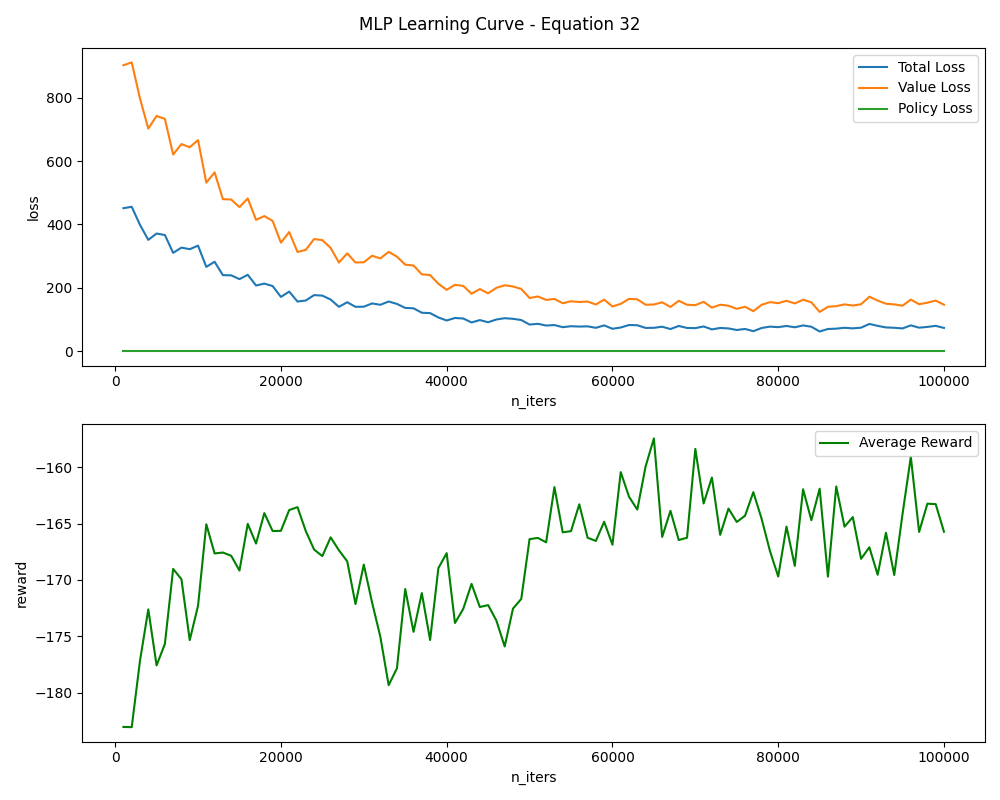 MLP Learning Curve - Equation 32
Total Loss
Value Loss
Policy Loss
800
600
400
200
0
loss
0 20000 40000 60000 80000 100000
n_iters
Average Reward
−160
−165
−170
−175
−180
reward
0 20000 40000 60000 80000 100000
n_iters